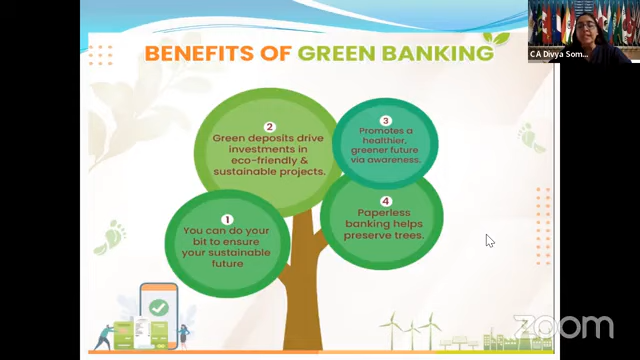 BENEFITS OF GREEN BANKING
CA Divya Som...
1
You can do your
bit to ensure
your sustainable
future
2
Green deposits drive
investments in
eco-friendly &
sustainable projects.
3
Promotes a
healthier,
greener future
via awareness.
4
Paperless
banking helps
preserve trees.
zoom